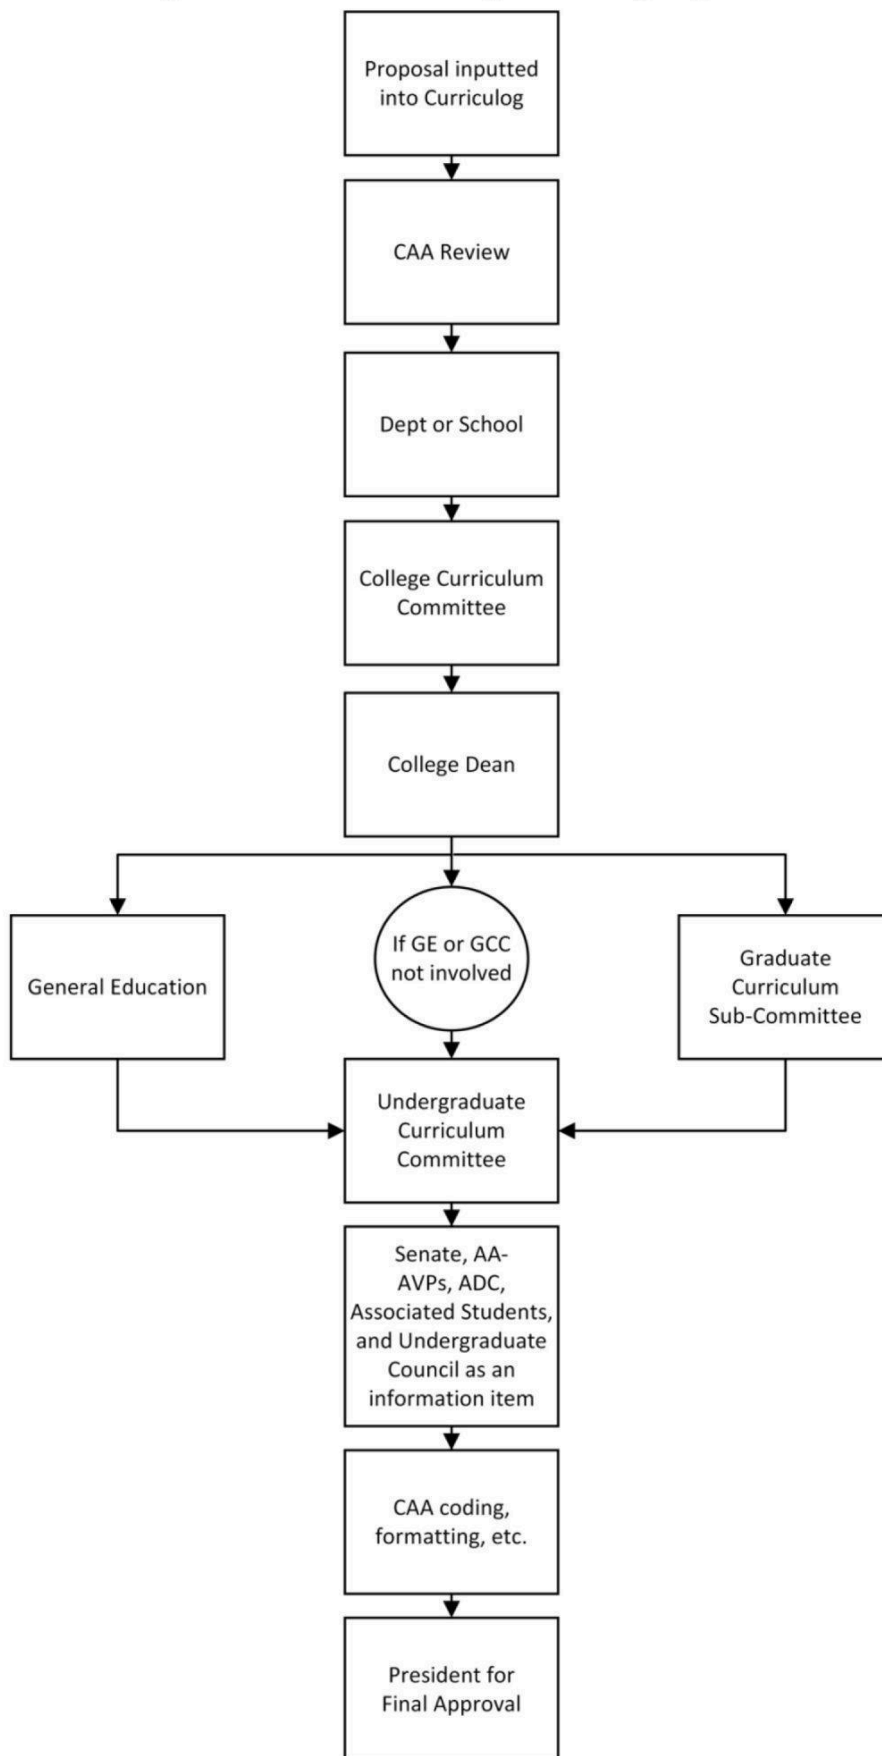 Proposal inputted
into Curriculog
CAA Review
Dept or School
College Curriculum
Committee
College Dean
General Education
If GE or GCC
not involved
Graduate
Curriculum
Sub-Committee
Undergraduate
Curriculum
Committee
Senate, AA-
AVPs, ADC,
Associated Students,
and Undergraduate
Council as an
information item
CAA coding,
formatting, etc.
President for
Final Approval